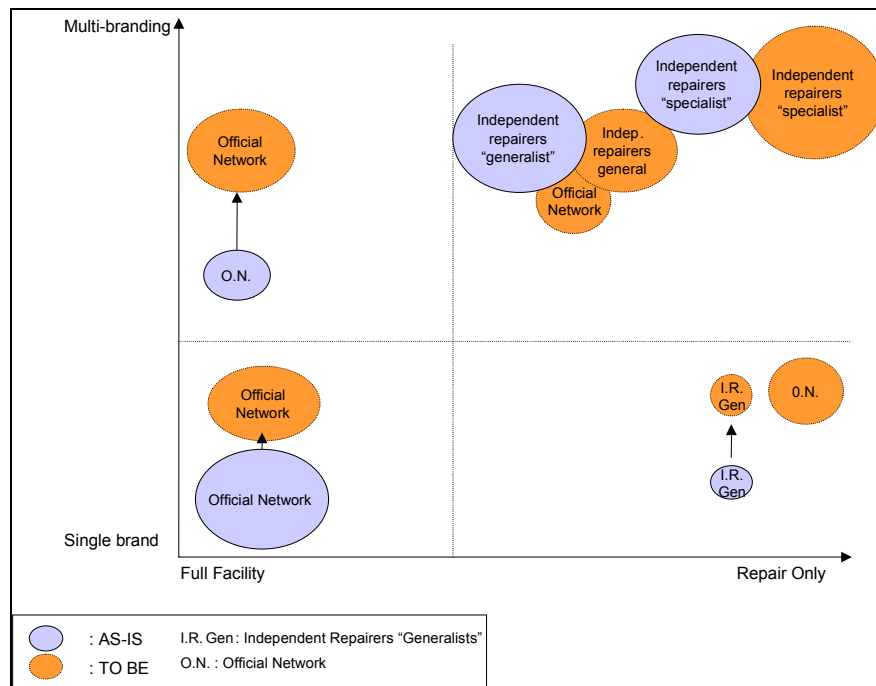 Multi-branding
Independent
repairers
"specialist"
Independent
repairers
"specialist"
Independent
repairers
"generalist"
Indep.
repairers
general
Official
Network
Official
Network
O.N.
Official
Network
Official Network
I.R.
Gen
0.N.
I.R.
Gen
Single brand
Full Facility
Repair Only
: AS-IS
I.R. Gen : Independent Repairers "Generalists"
: TO BE
O.N. : Official Network